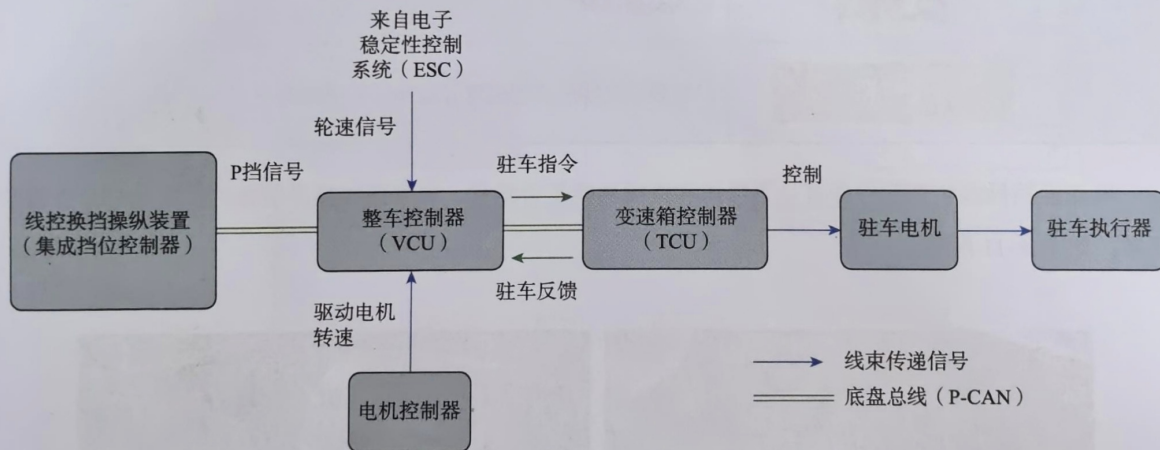 来自电子
稳定性控制
系统（ESC）
轮速信号
P挡信号
驻车指令
控制
线控换挡操纵装置
（集成挡位控制器）
整车控制器
（VCU）
变速箱控制器
（TCU）
驻车电机
驻车执行器
驻车反馈
驱动电机
转速
线束传递信号
电机控制器
底盘总线（P-CAN）